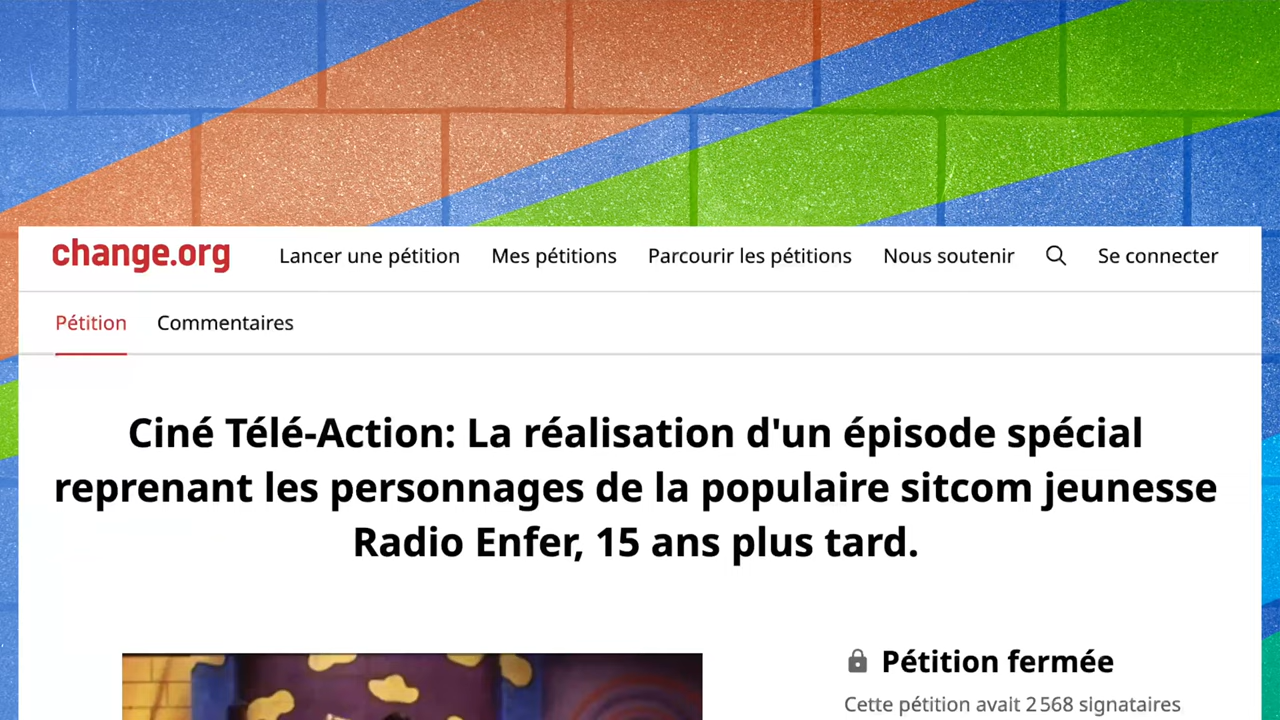 change.org Lancer une pétition Mes pétitions Parcourir les pétitions Nous soutenir Se connecter
Pétition Commentaires
Ciné Télé-Action: La réalisation d'un épisode spécial
reprenant les personnages de la populaire sitcom jeunesse
Radio Enfer, 15 ans plus tard.
Pétition fermée
Cette pétition avait 2 568 signataires